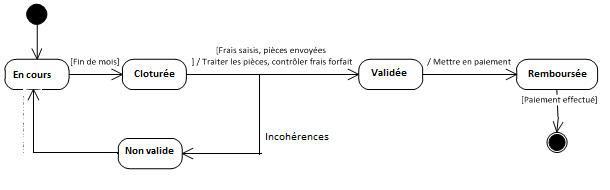 [Frais saisis, pièces envoyées
] / Traiter les pièces, contrôler frais forfait
[Fin de mois]
/ Mettre en paiement
En cours
Cloturée
Validée
Remboursée
[Paiement effectué]
Incohérences
Non valide